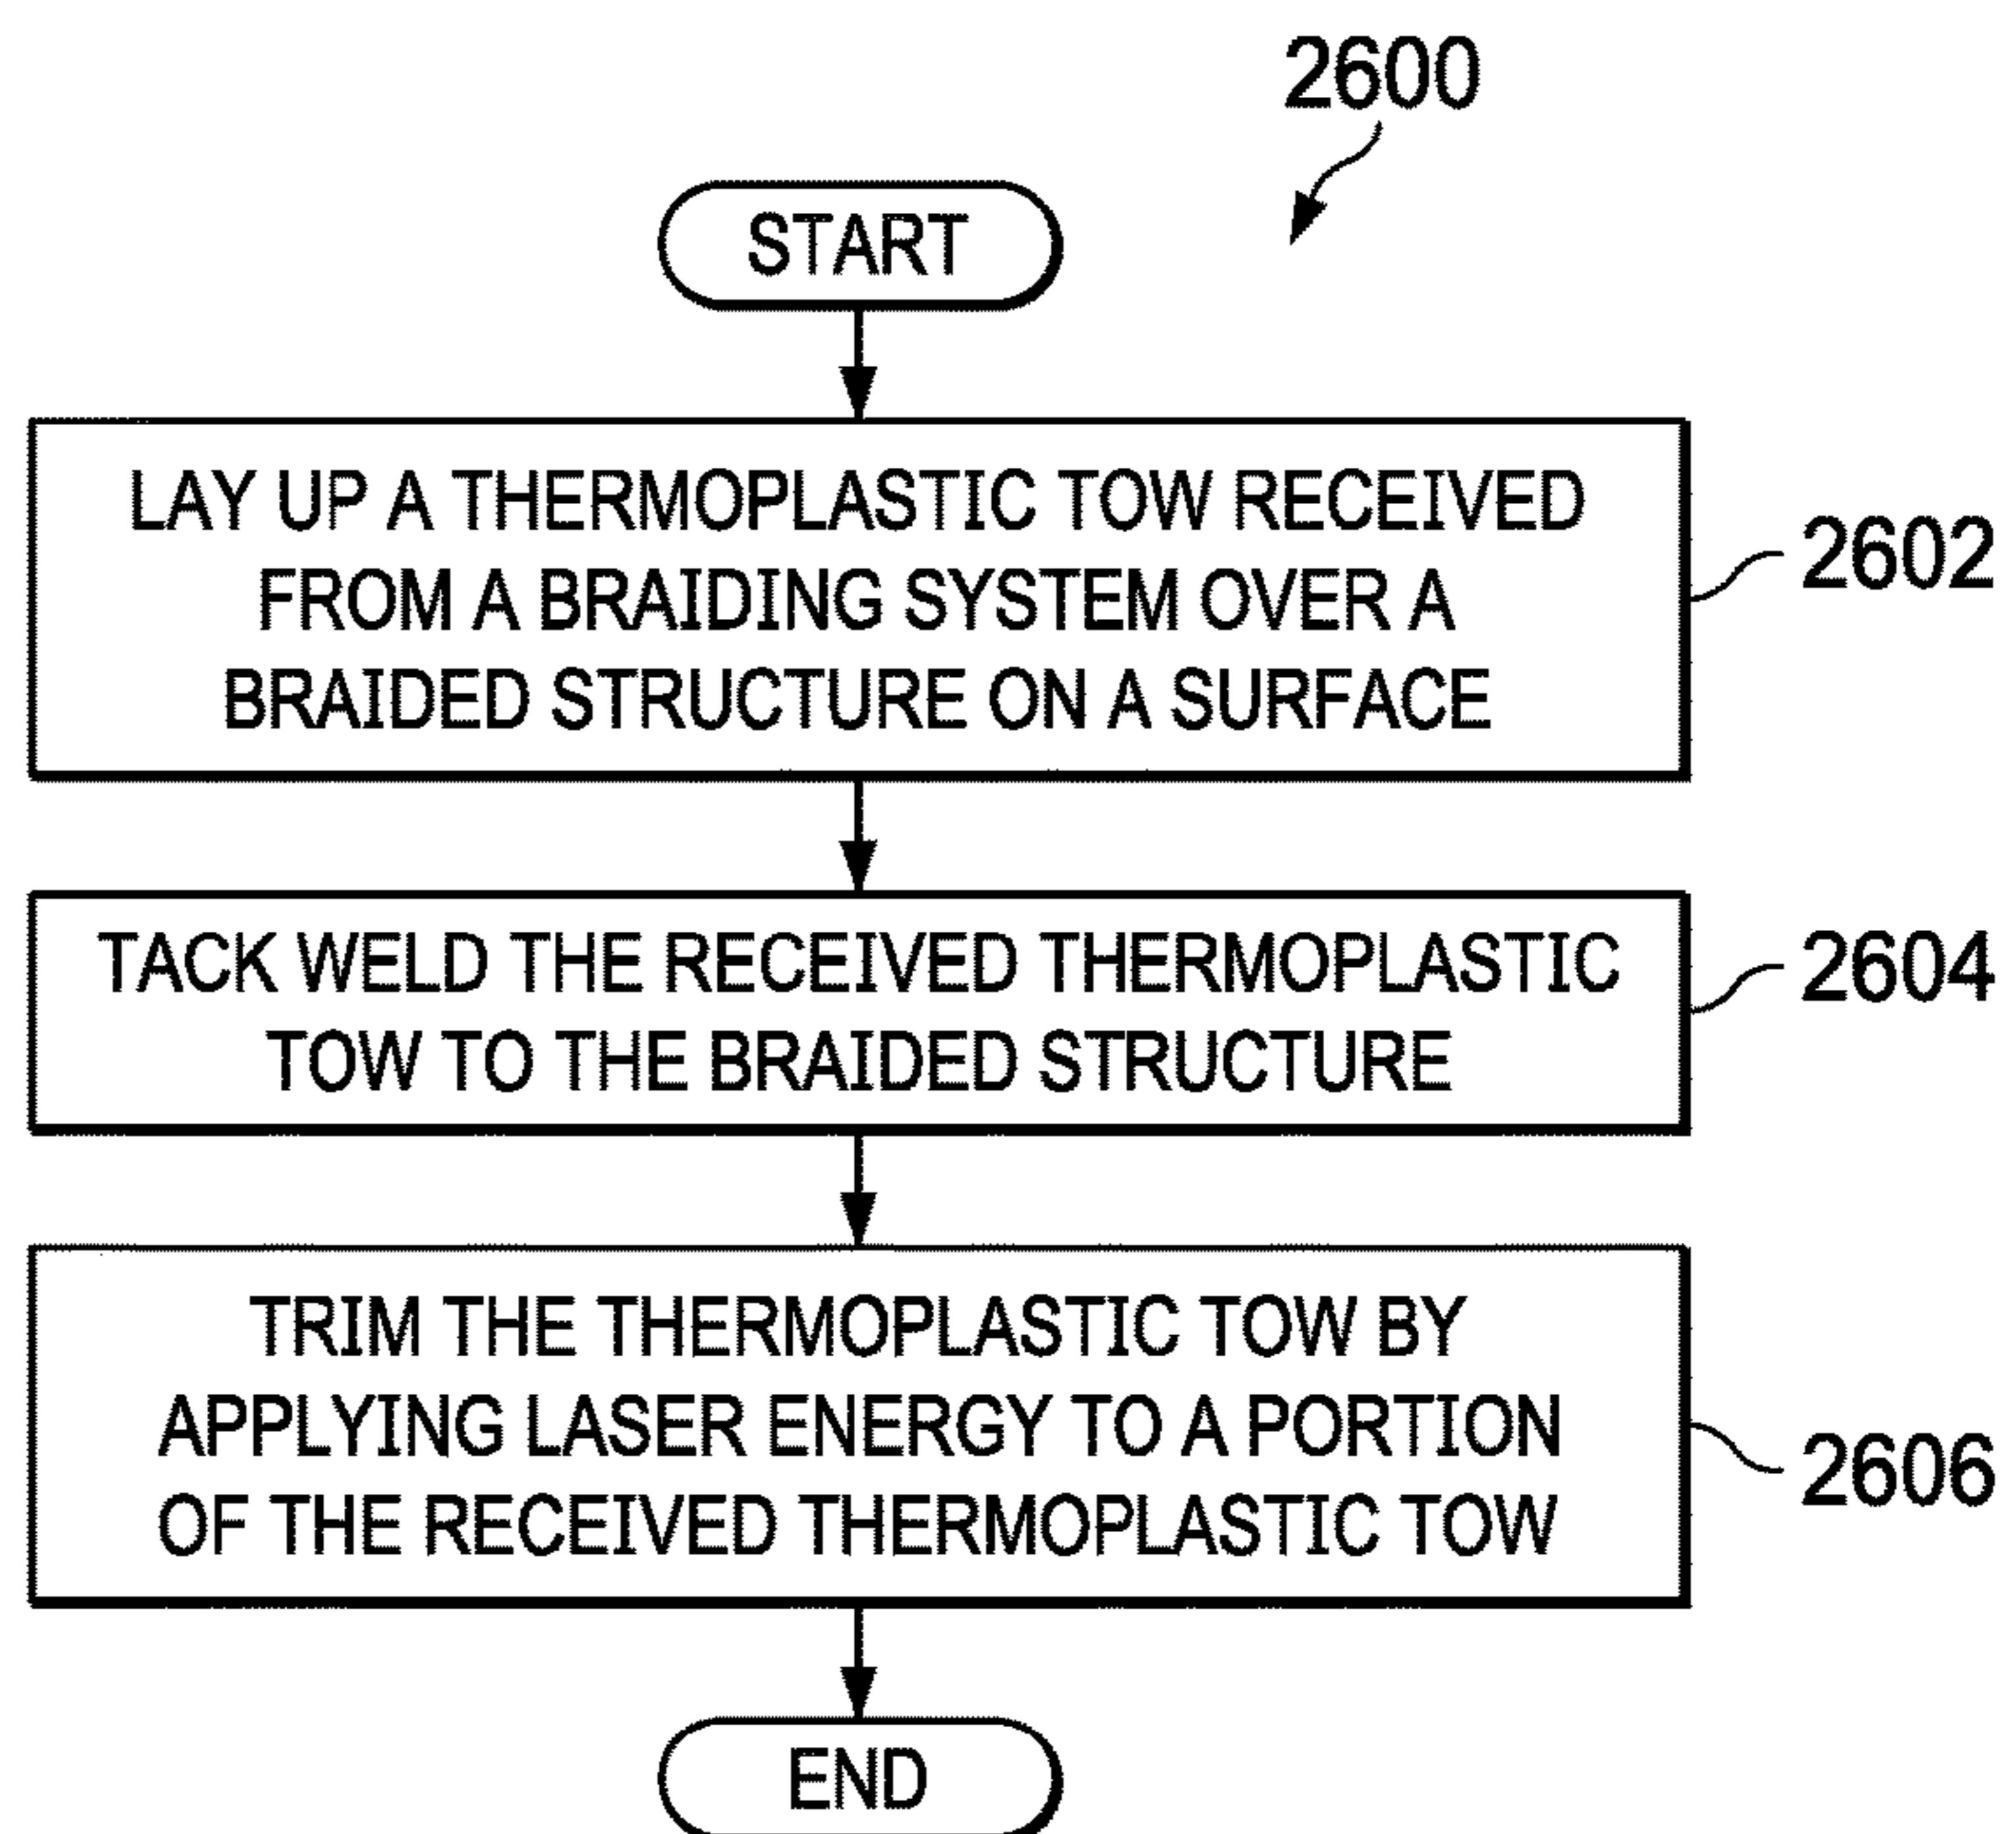 2600
START
LAY UP A THERMOPLASTIC TOW RECEIVED
FROM A BRAIDING SYSTEM OVER A
BRAIDED STRUCTURE ON A SURFACE
2602
TACK WELD THE RECEIVED THERMOPLASTIC
TOW TO THE BRAIDED STRUCTURE
2604
TRIM THE THERMOPLASTIC TOW BY
APPLYING LASER ENERGY TO A PORTION
OF THE RECEIVED THERMOPLASTIC TOW
2606
END